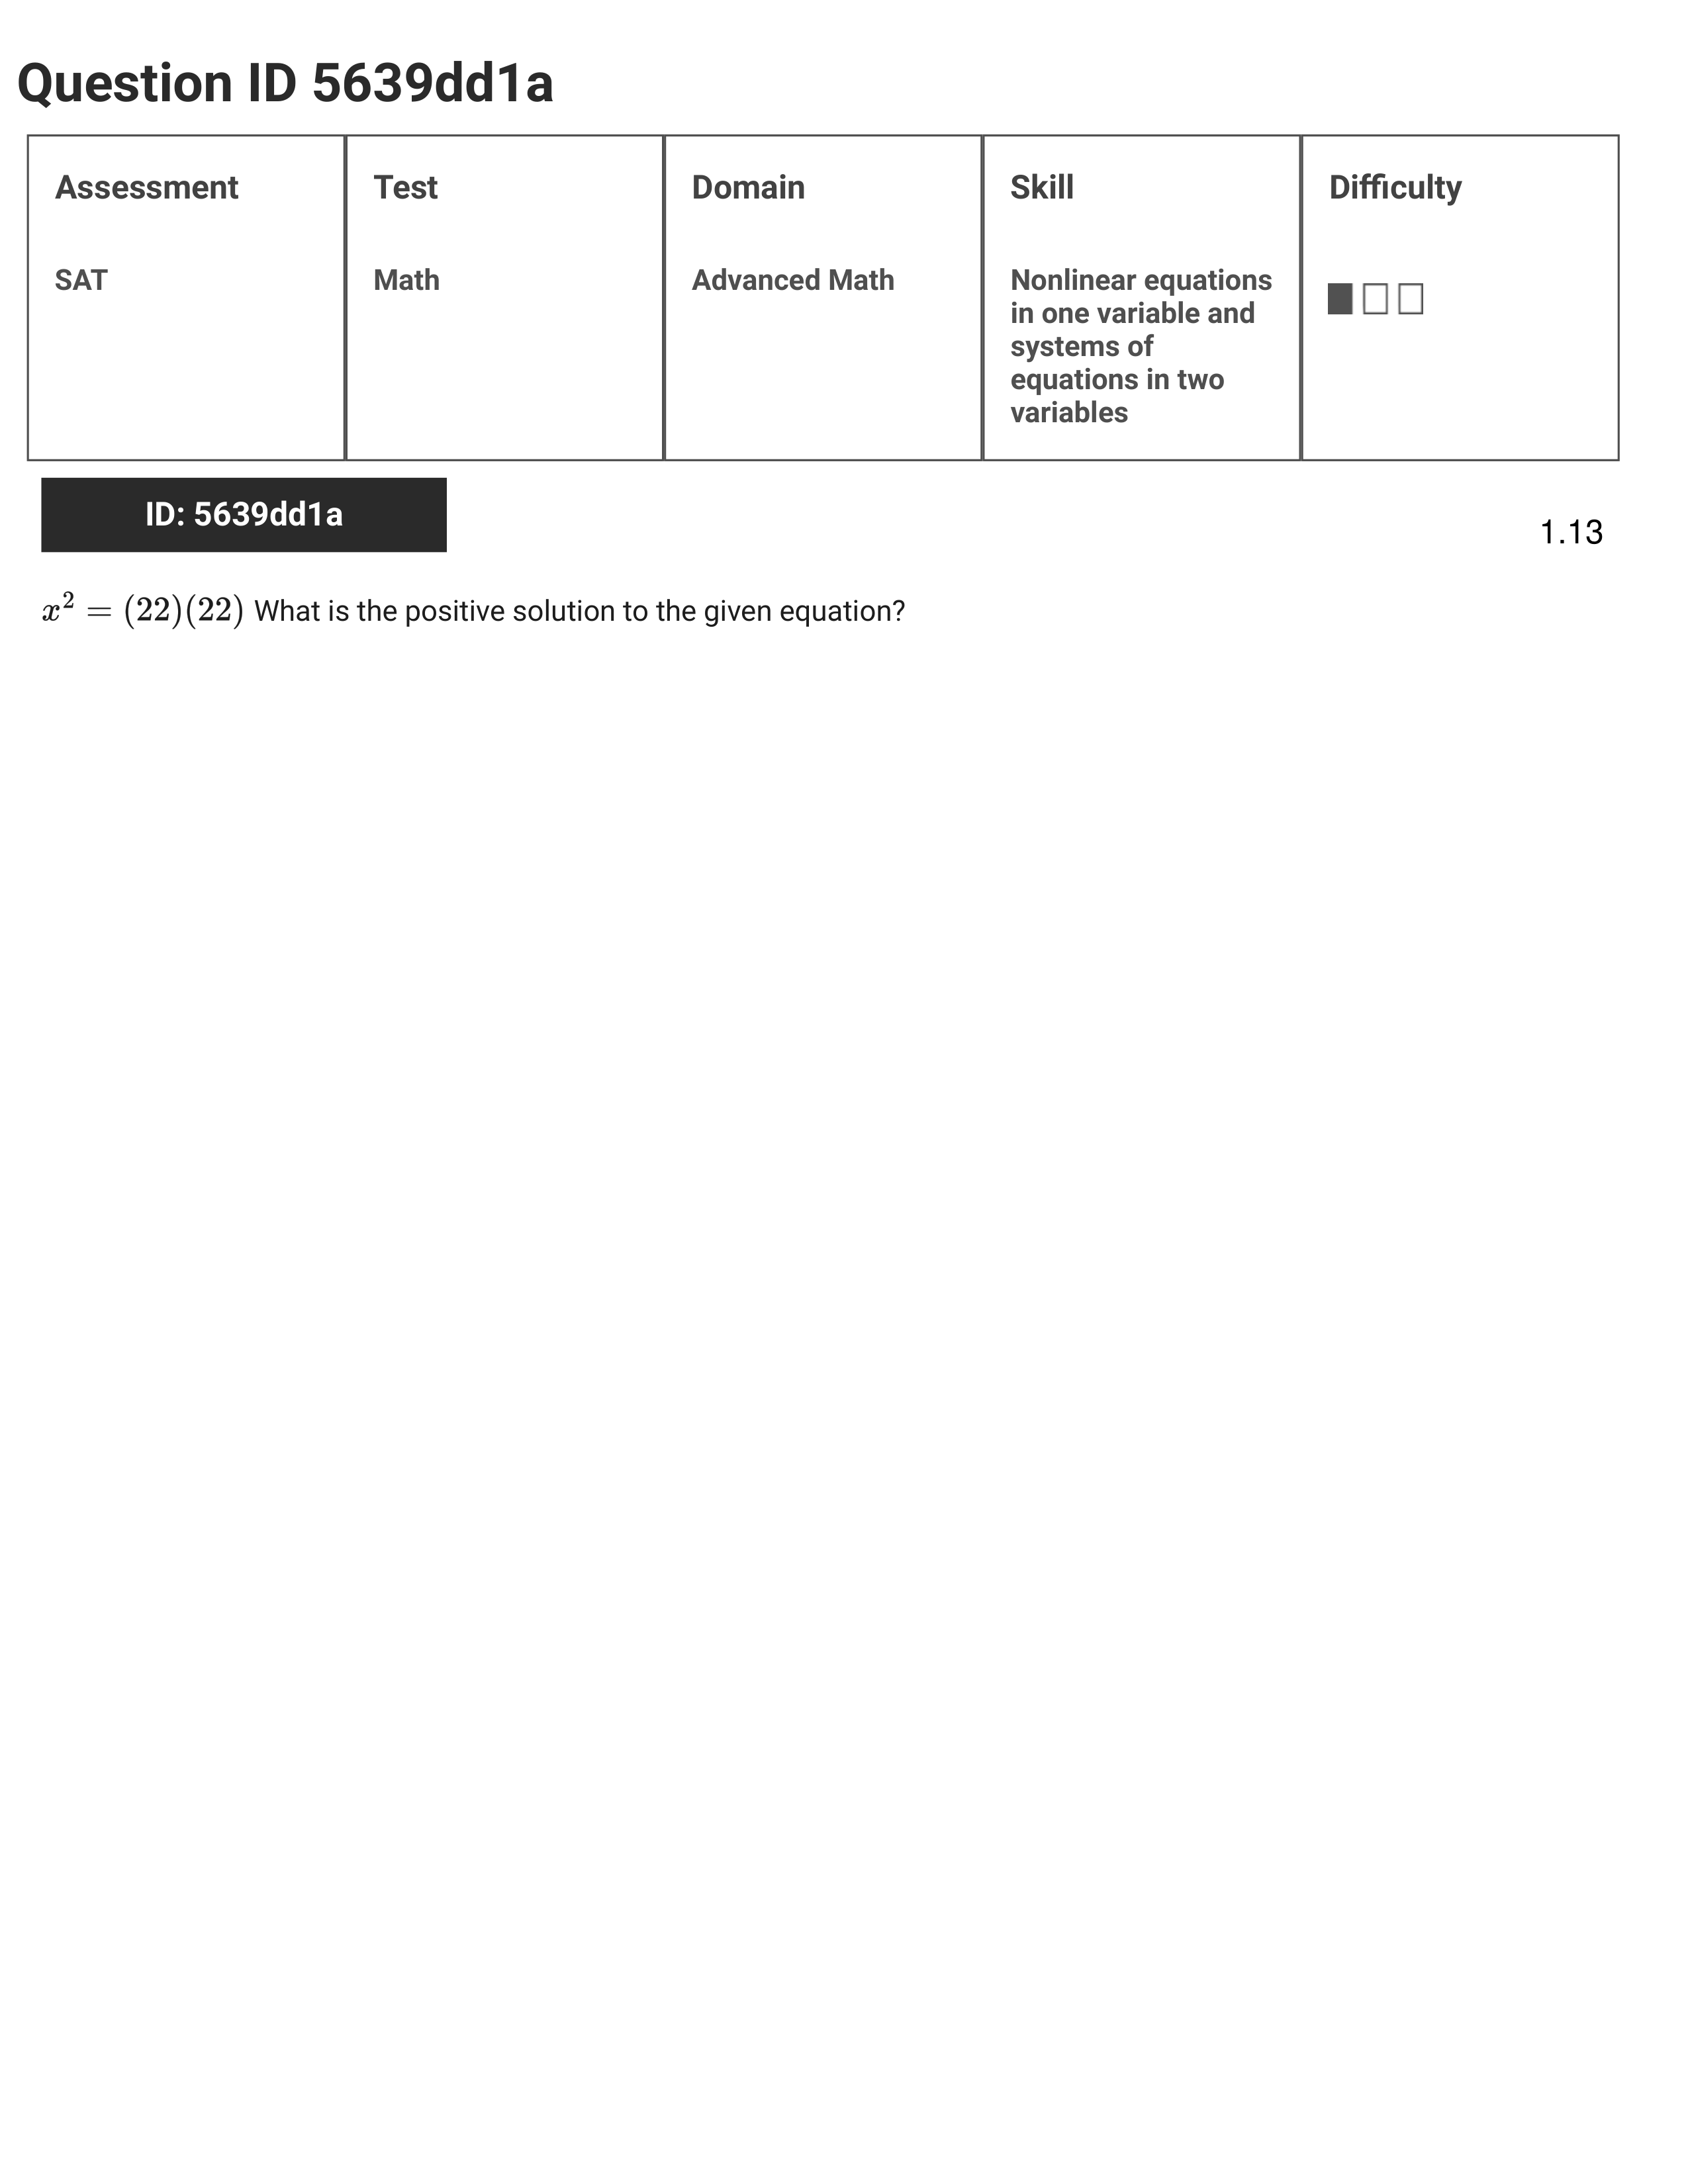 Question ID 5639dd1a
Assessment
Test
Domain
Skill
Difficulty
SAT
Math
Advanced Math
Nonlinear equations
in one variable and
systems of
equations in two
variables
ID: 5639dd1a
1.13
x² = (22)(22) What is the positive solution to the given equation?